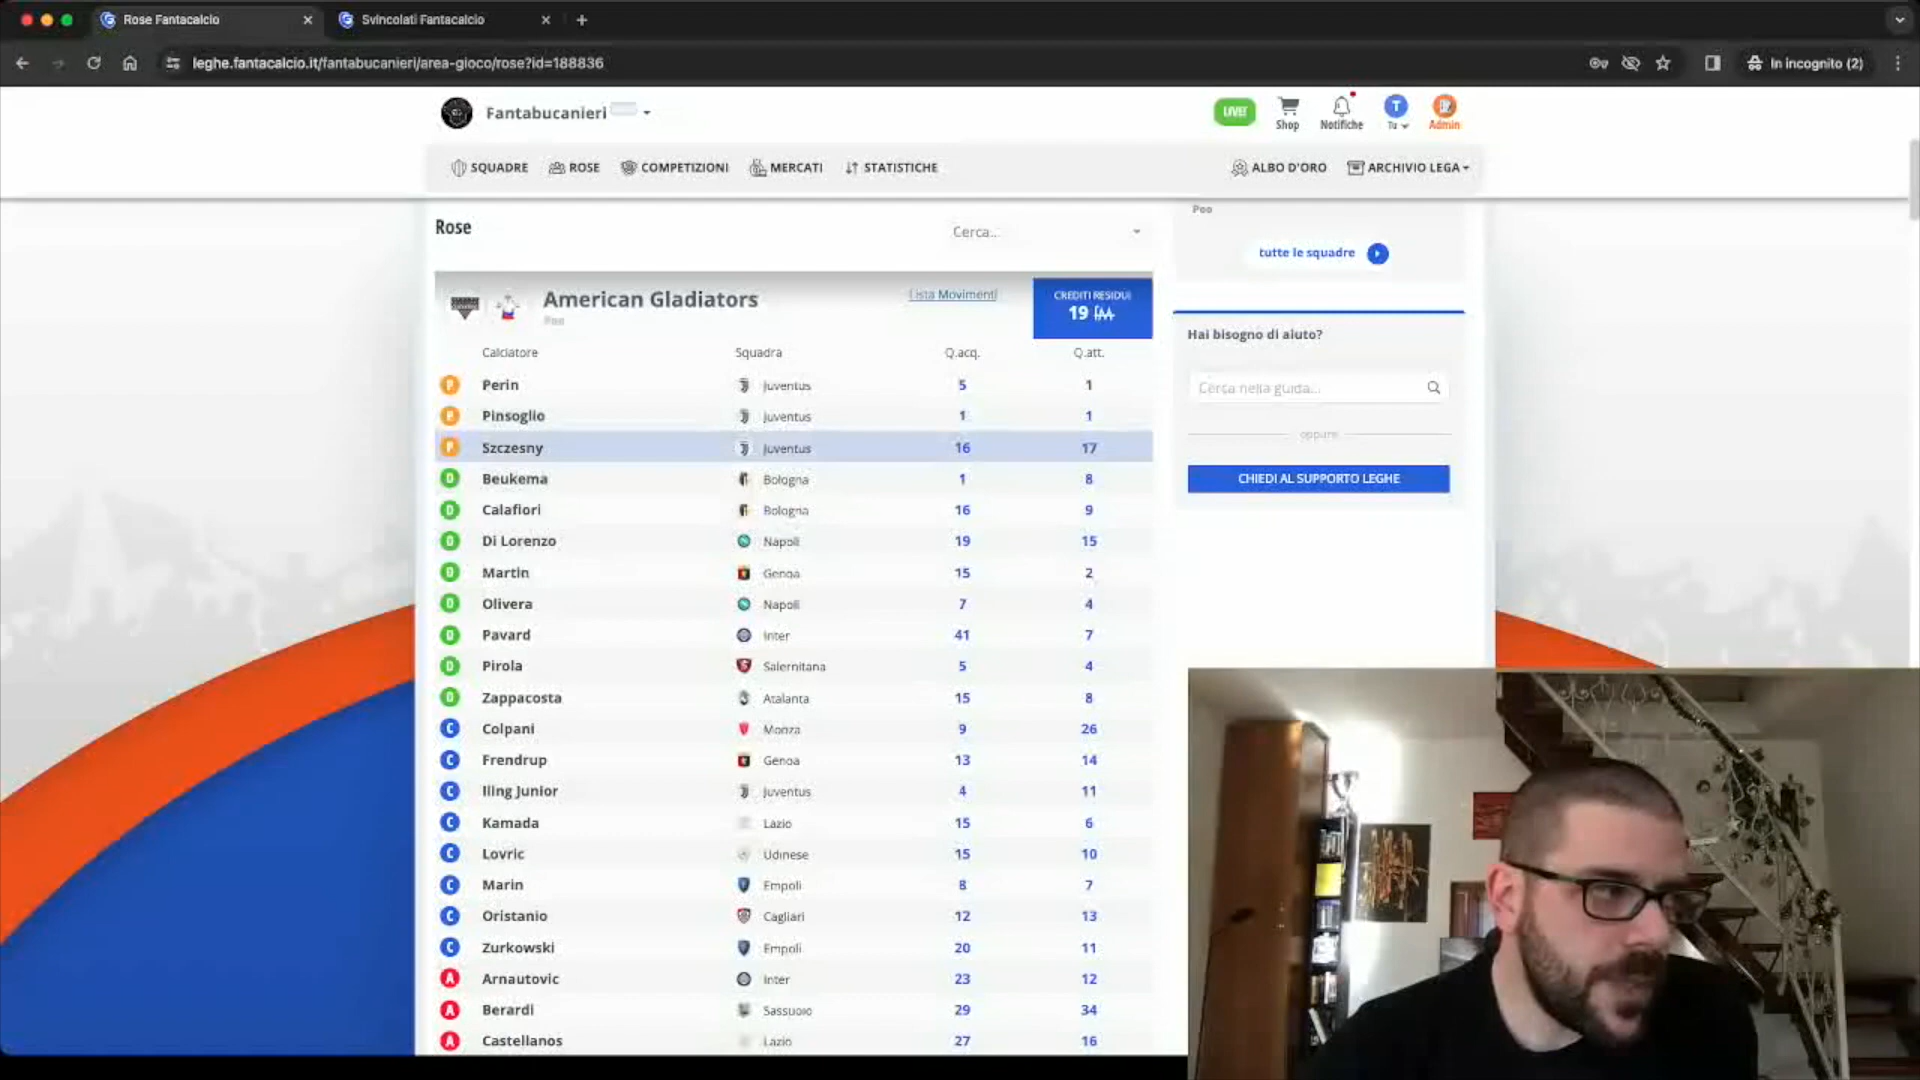 Rose Fantacalcio
Svincolati Fantacalcio
leghe.fantacalcio.it/fantabucanieri/area-gioco/rose?id=188836
In incognito (2)
Fantabucanieri
LIVE!
Shop
Notifiche
T
Tu
Admin
SQUADRE
ROSE
COMPETIZIONI
MERCATI
STATISTICHE
ALBO D'ORO
ARCHIVIO LEGA
Rose
Cerca...
Poo
tutte le squadre
American Gladiators
Poo
Lista Movimenti
CREDITI RESIDUI
19 FM
Hai bisogno di aiuto?
Cerca nella guida...
oppure
CHIEDI AL SUPPORTO LEGHE
Calciatore Squadra Q.acq. Q.att.
P Perin Juventus 5 1
P Pinsoglio Juventus 1 1
P Szczesny Juventus 16 17
D Beukema Bologna 1 8
D Calafiori Bologna 16 9
D Di Lorenzo Napoli 19 15
D Martin Genoa 15 2
D Olivera Napoli 7 4
D Pavard Inter 41 7
D Pirola Salernitana 5 4
D Zappacosta Atalanta 15 8
C Colpani Monza 9 26
C Frendrup Genoa 13 14
C Iling Junior Juventus 4 11
C Kamada Lazio 15 6
C Lovric Udinese 15 10
C Marin Empoli 8 7
C Oristanio Cagliari 12 13
C Zurkowski Empoli 20 11
A Arnautovic Inter 23 12
A Berardi Sassuolo 29 34
A Castellanos Lazio 27 16